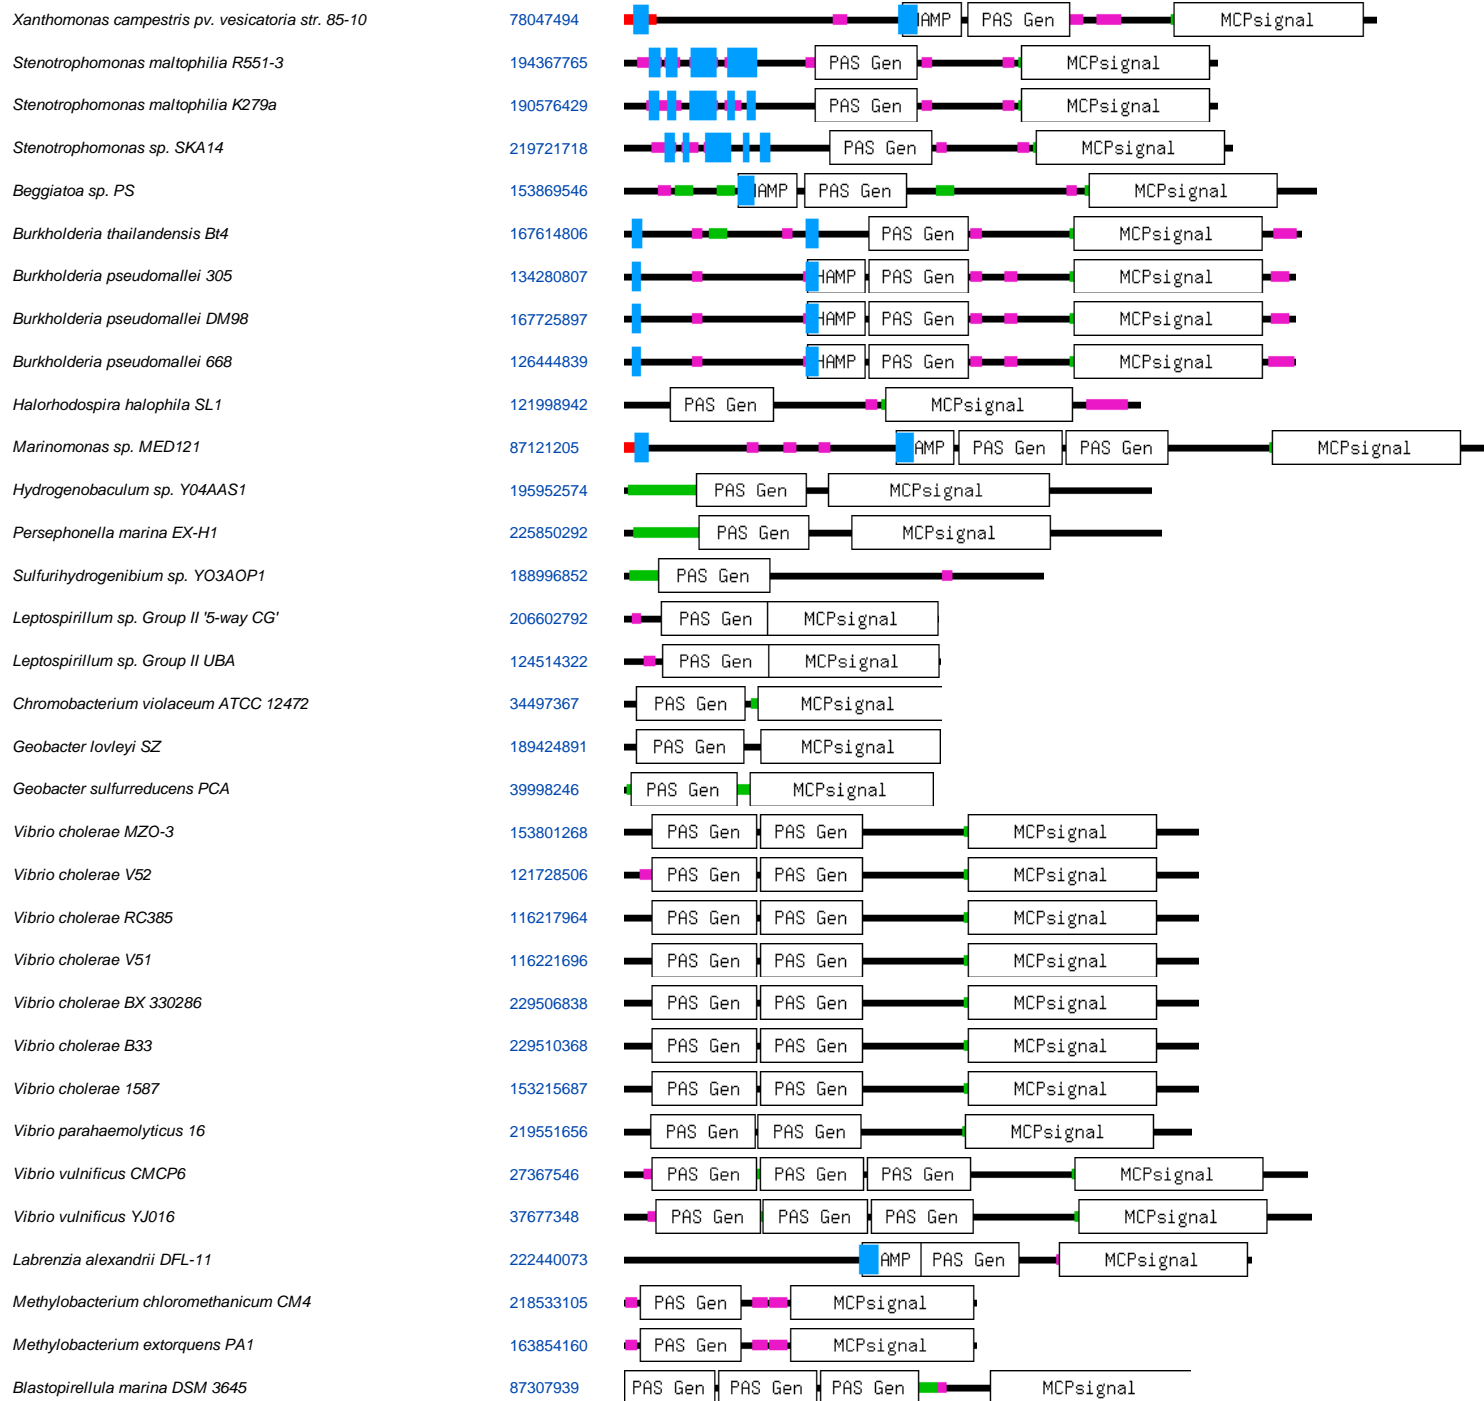 Xanthomonas campestris pv. vesicatoria str. 85-10 78047494 HAMP PAS Gen MCPsignal
Stenotrophomonas maltophilia R551-3 194367765 PAS Gen MCPsignal
Stenotrophomonas maltophilia K279a 190576429 PAS Gen MCPsignal
Stenotrophomonas sp. SKA14 219721718 PAS Gen MCPsignal
Beggiatoa sp. PS 153869546 HAMP PAS Gen MCPsignal
Burkholderia thailandensis Bt4 167614806 PAS Gen MCPsignal
Burkholderia pseudomallei 305 134280807 HAMP PAS Gen MCPsignal
Burkholderia pseudomallei DM98 167725897 HAMP PAS Gen MCPsignal
Burkholderia pseudomallei 668 126444839 HAMP PAS Gen MCPsignal
Halorhodospira halophila SL1 121998942 PAS Gen MCPsignal
Marinomonas sp. MED121 87121205 AMP PAS Gen PAS Gen MCPsignal
Hydrogenobaculum sp. Y04AAS1 195952574 PAS Gen MCPsignal
Persephonella marina EX-H1 225850292 PAS Gen MCPsignal
Sulfurihydrogenibium sp. YO3AOP1 188996852 PAS Gen
Leptospirillum sp. Group II '5-way CG' 206602792 PAS Gen MCPsignal
Leptospirillum sp. Group II UBA 124514322 PAS Gen MCPsignal
Chromobacterium violaceum ATCC 12472 34497367 PAS Gen MCPsignal
Geobacter lovleyi SZ 189424891 PAS Gen MCPsignal
Geobacter sulfurreducens PCA 39998246 PAS Gen MCPsignal
Vibrio cholerae MZO-3 153801268 PAS Gen PAS Gen MCPsignal
Vibrio cholerae V52 121728506 PAS Gen PAS Gen MCPsignal
Vibrio cholerae RC385 116217964 PAS Gen PAS Gen MCPsignal
Vibrio cholerae V51 116221696 PAS Gen PAS Gen MCPsignal
Vibrio cholerae BX 330286 229506838 PAS Gen PAS Gen MCPsignal
Vibrio cholerae B33 229510368 PAS Gen PAS Gen MCPsignal
Vibrio cholerae 1587 153215687 PAS Gen PAS Gen MCPsignal
Vibrio parahaemolyticus 16 219551656 PAS Gen PAS Gen MCPsignal
Vibrio vulnificus CMCP6 27367546 PAS Gen PAS Gen PAS Gen MCPsignal
Vibrio vulnificus YJ016 37677348 PAS Gen PAS Gen PAS Gen MCPsignal
Labrenzia alexandrii DFL-11 222440073 AMP PAS Gen MCPsignal
Methylobacterium chloromethanicum CM4 218533105 PAS Gen MCPsignal
Methylobacterium extorquens PA1 163854160 PAS Gen MCPsignal
Blastopirellula marina DSM 3645 87307939 PAS Gen PAS Gen PAS Gen MCPsignal